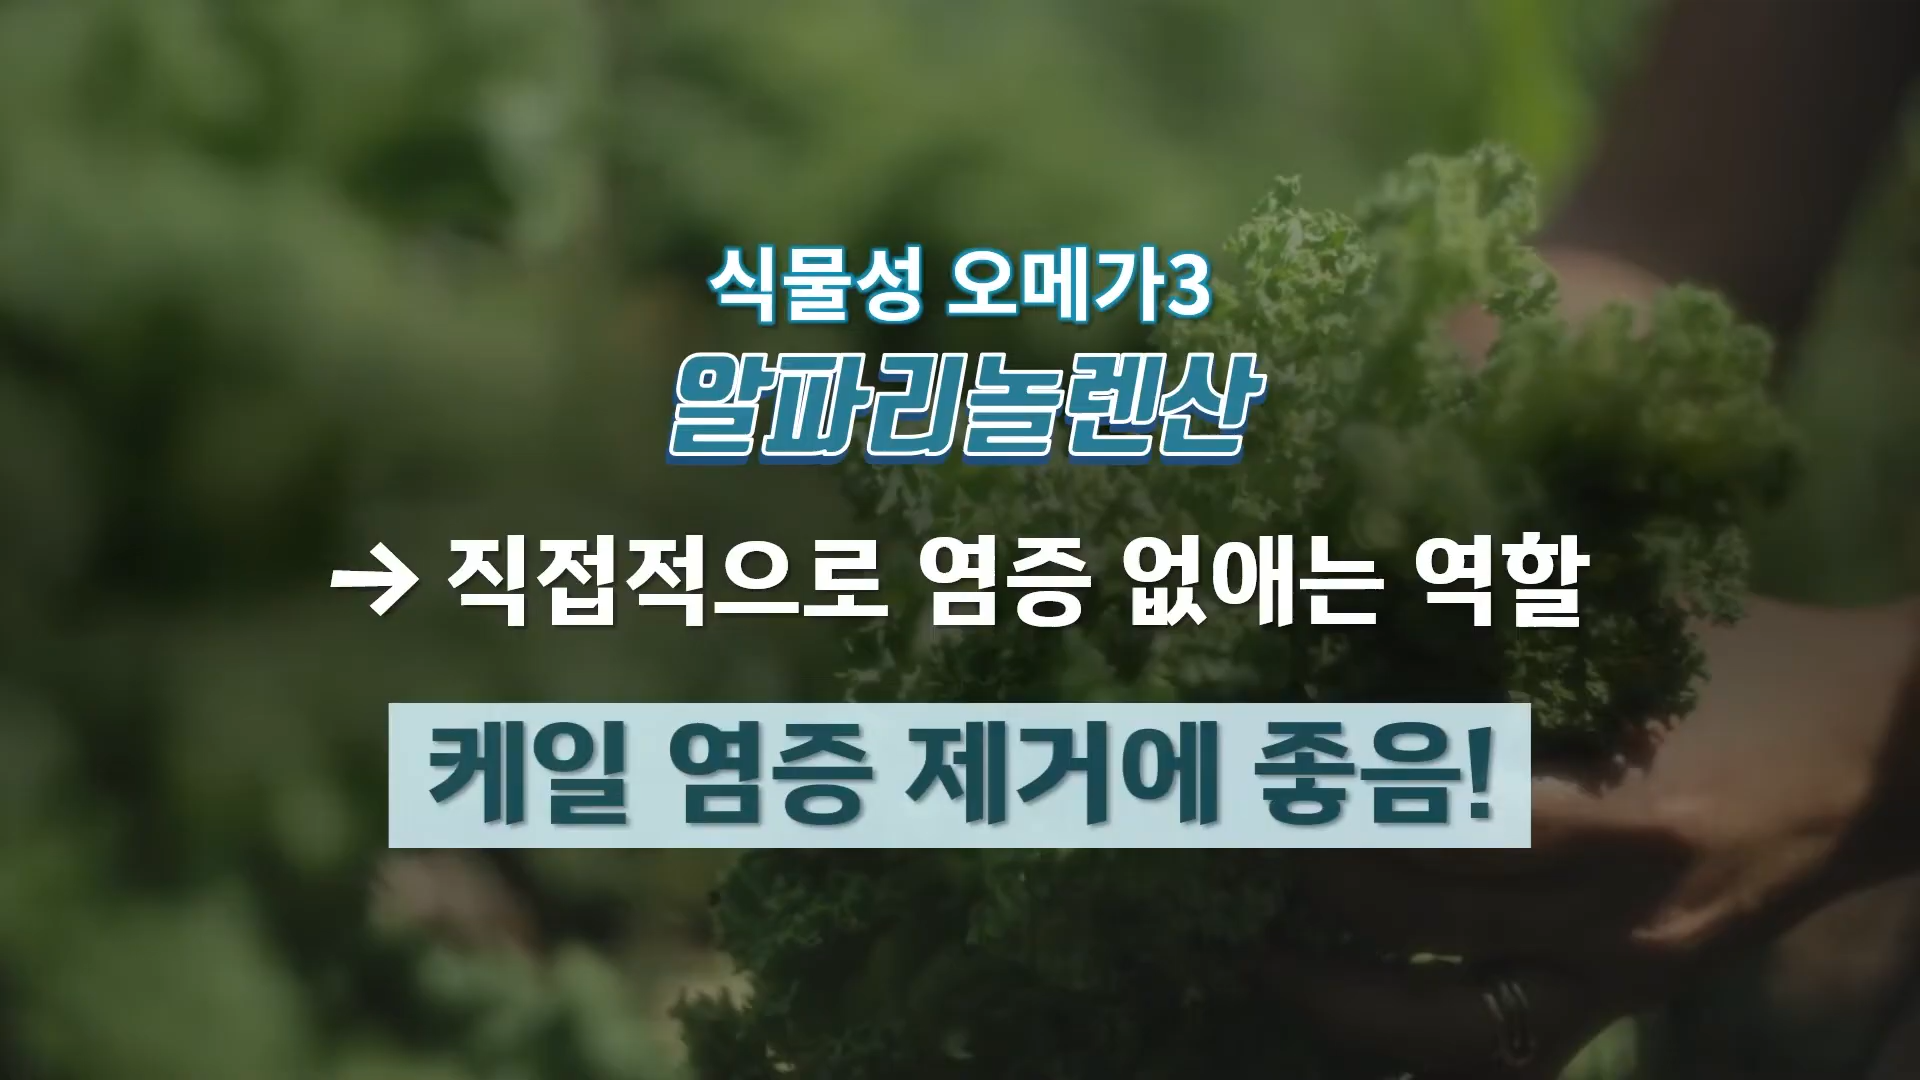 식물성 오메가3
알파리놀렌산
→ 직접적으로 염증 없애는 역할
케일 염증 제거에 좋음!